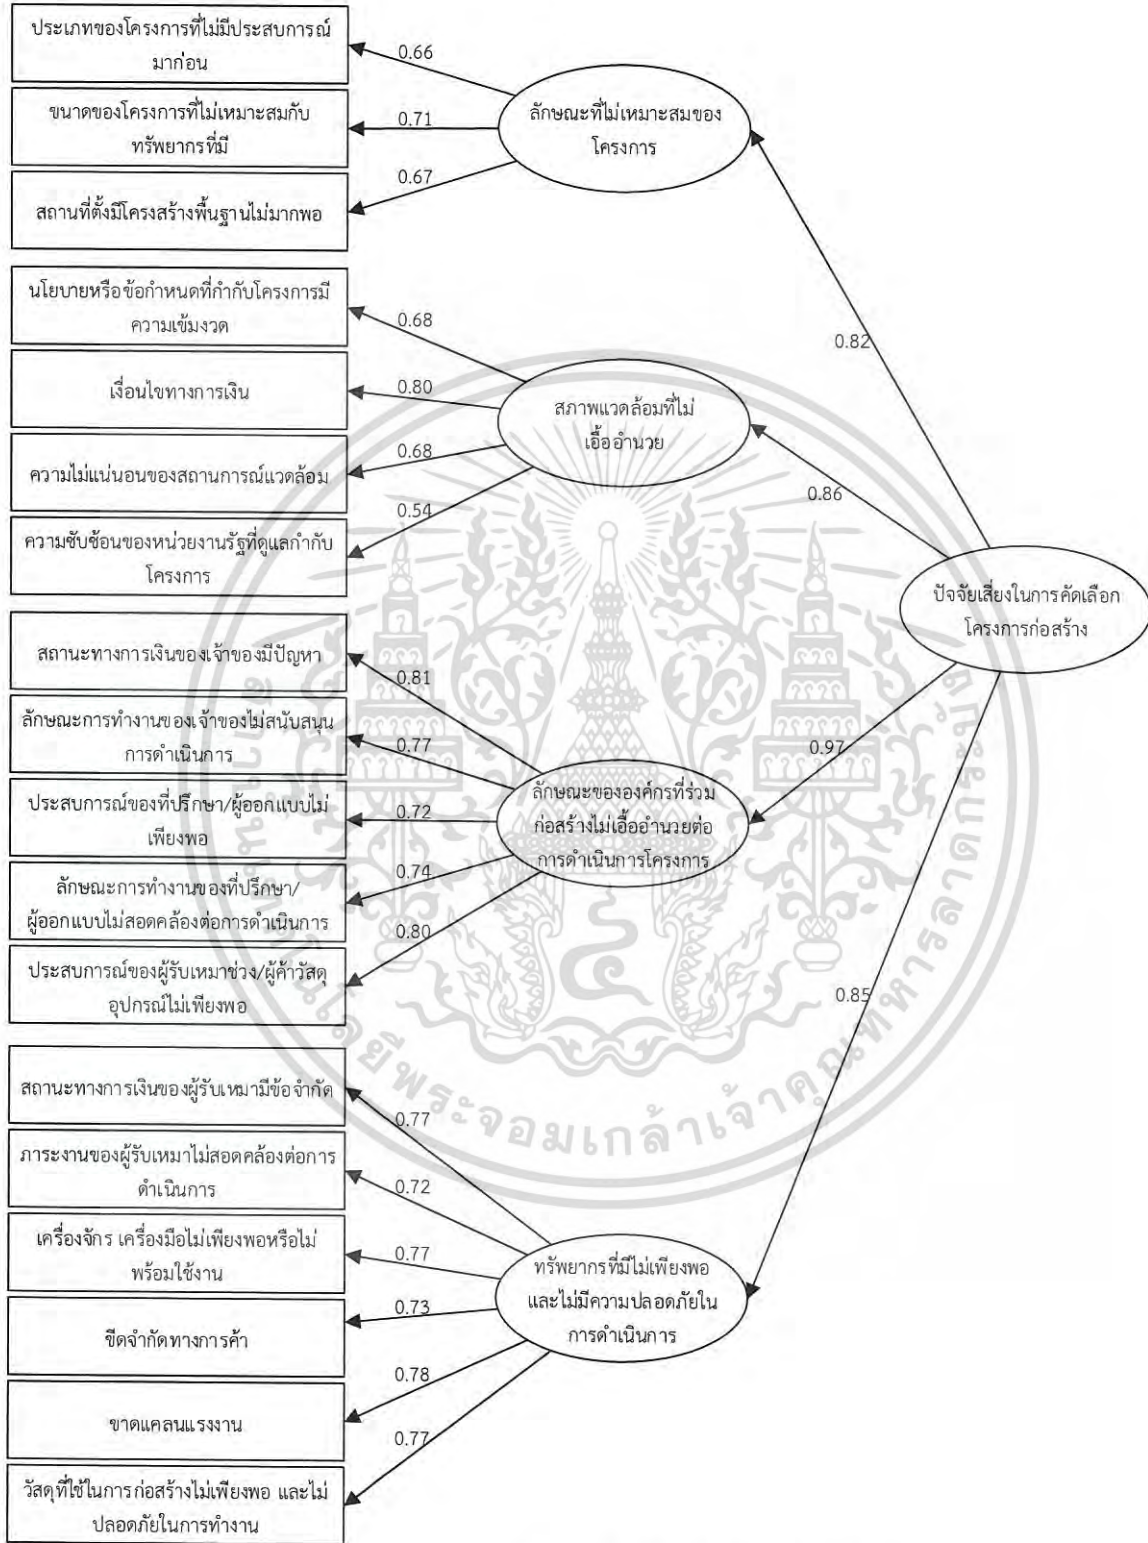 ประเภทของโครงการที่ไม่มีประสบการณ์
มาก่อน
0.66
ขนาดของโครงการที่ไม่เหมาะสมกับ
ทรัพยากรที่มี
0.71
สถานที่ตั้งมีโครงสร้างพื้นฐานไม่มากพอ
0.67
ลักษณะที่ไม่เหมาะสมของ
โครงการ
0.82
นโยบายหรือข้อกำหนดที่กำกับโครงการมี
ความเข้มงวด
0.68
เงื่อนไขทางการเงิน
0.80
ความไม่แน่นอนของสถานการณ์แวดล้อม
0.68
ความซับซ้อนของหน่วยงานรัฐที่ดูแลกำกับ
โครงการ
0.54
สภาพแวดล้อมที่ไม่
เอื้ออำนวย
0.86
ปัจจัยเสี่ยงในการคัดเลือก
โครงการก่อสร้าง
สถานะทางการเงินของเจ้าของมีปัญหา
0.81
ลักษณะการทำงานของเจ้าของไม่สนับสนุน
การดำเนินการ
0.77
ประสบการณ์ของที่ปรึกษา/ผู้ออกแบบไม่
เพียงพอ
0.72
ลักษณะการทำงานของที่ปรึกษา/
ผู้ออกแบบไม่สอดคล้องต่อการดำเนินการ
0.74
ประสบการณ์ของผู้รับเหมาช่วง/ผู้ค้าวัสดุ
อุปกรณ์ไม่เพียงพอ
0.80
ลักษณะขององค์กรที่ร่วม
ก่อสร้างไม่เอื้ออำนวยต่อ
การดำเนินการโครงการ
0.97
สถานะทางการเงินของผู้รับเหมามีข้อจำกัด
0.77
ภาระงานของผู้รับเหมาไม่สอดคล้องต่อการ
ดำเนินการ
0.72
เครื่องจักร เครื่องมือไม่เพียงพอหรือไม่
พร้อมใช้งาน
0.77
ขีดจำกัดทางการค้า
0.73
ขาดแคลนแรงงาน
0.78
วัสดุที่ใช้ในการก่อสร้างไม่เพียงพอ และไม่
ปลอดภัยในการทำงาน
0.77
ทรัพยากรที่มีไม่เพียงพอ
และไม่มีความปลอดภัยใน
การดำเนินการ
0.85
พระจอมเกล้าเจ้าคุณทหารลาดกระบัง